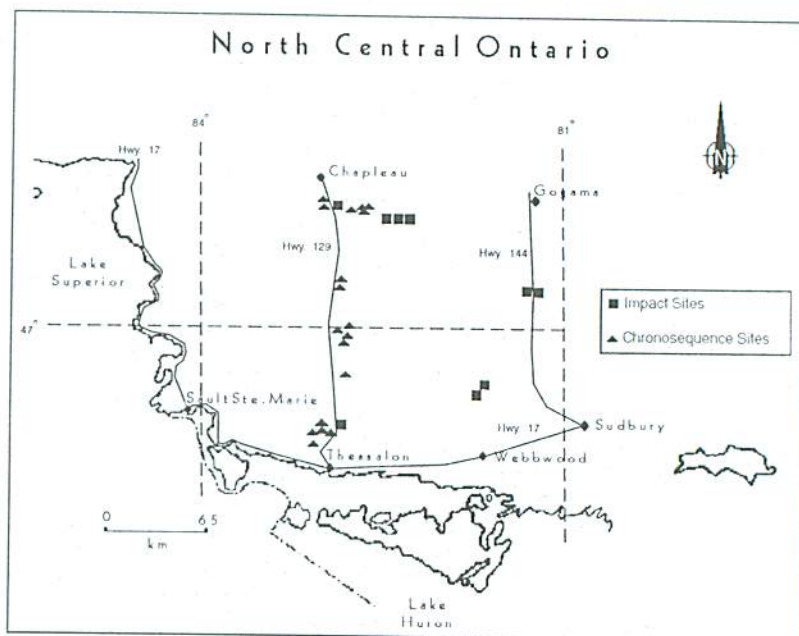 North Central Ontario
84°
81°
Hwy. 17
Chapleau
Gogama
N
Hwy. 129
Hwy. 144
Lake
Superior
Impact Sites
47°
Chronosequence Sites
Sault Ste. Marie
Hwy. 17
Sudbury
Thessalon
Webbwood
0 65
km
Lake
Huron